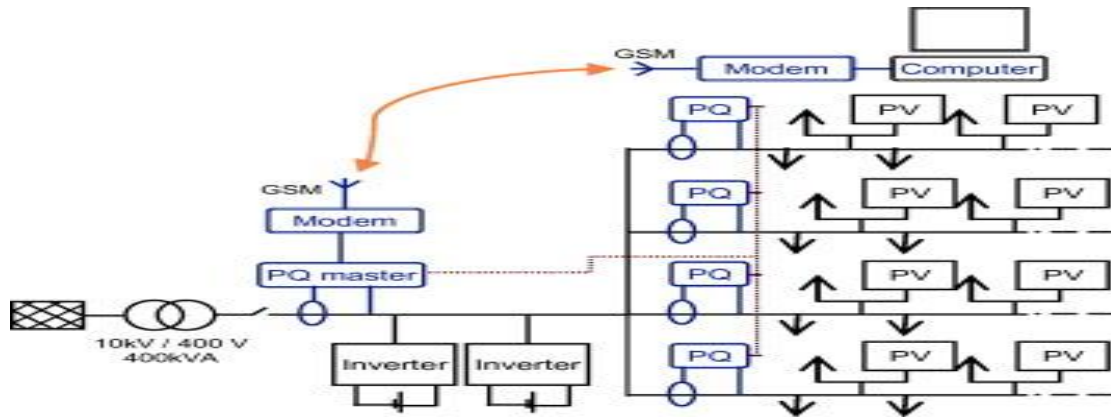 GSM
Modem
Computer
PQ
PV
PV
GSM
Modem
PQ
PV
PV
PQ master
PQ
PV
PV
10kV / 400 V
400kVA
Inverter
Inverter
PQ
PV
PV